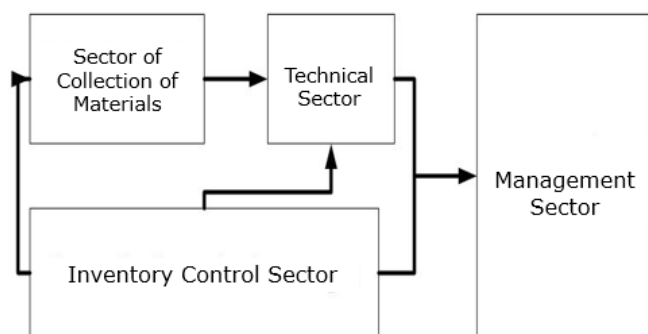 Sector of
Collection of
Materials
Technical
Sector
Management
Sector
Inventory Control Sector